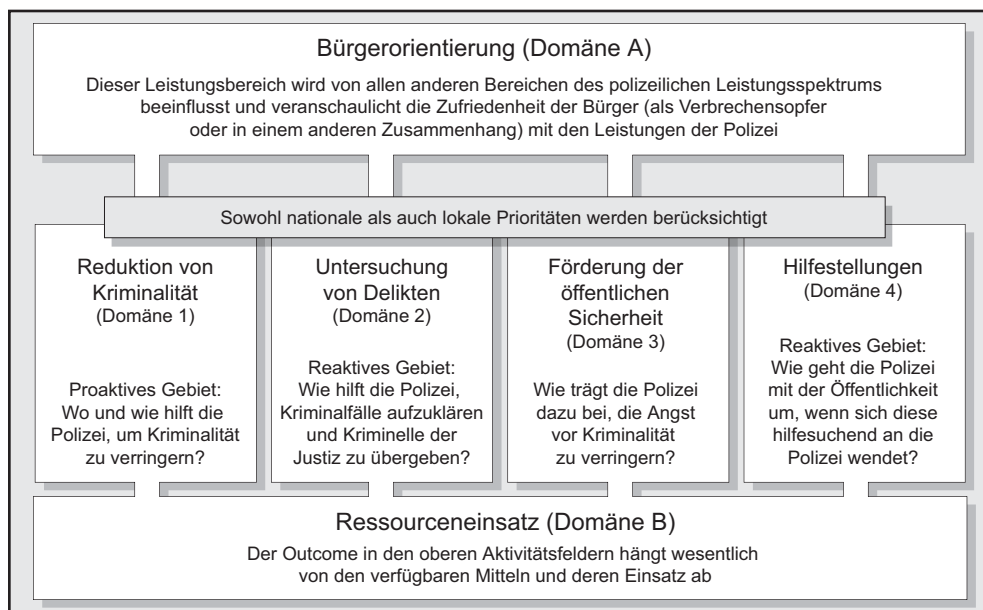 Bürgerorientierung (Domäne A)
Dieser Leistungsbereich wird von allen anderen Bereichen des polizeilichen Leistungsspektrums
beeinflusst und veranschaulicht die Zufriedenheit der Bürger (als Verbrechensopfer
oder in einem anderen Zusammenhang) mit den Leistungen der Polizei
Sowohl nationale als auch lokale Prioritäten werden berücksichtigt
Reduktion von
Kriminalität
(Domäne 1)
Proaktives Gebiet:
Wo und wie hilft die
Polizei, um Kriminalität
zu verringern?
Untersuchung
von Delikten
(Domäne 2)
Reaktives Gebiet:
Wie hilft die Polizei,
Kriminalfälle aufzuklären
und Kriminelle der
Justiz zu übergeben?
Förderung der
öffentlichen
Sicherheit
(Domäne 3)
Wie trägt die Polizei
dazu bei, die Angst
vor Kriminalität
zu verringern?
Hilfestellungen
(Domäne 4)
Reaktives Gebiet:
Wie geht die Polizei
mit der Öffentlichkeit
um, wenn sich diese
hilfesuchend an die
Polizei wendet?
Ressourceneinsatz (Domäne B)
Der Outcome in den oberen Aktivitätsfeldern hängt wesentlich
von den verfügbaren Mitteln und deren Einsatz ab